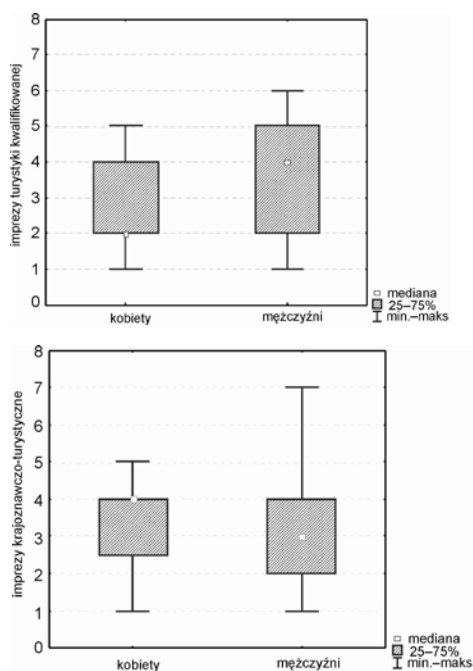 imprezy turystyki kwalifikowanej
8
7
6
5
4
3
2
1
0
kobiety
mężczyźni
mediana
25–75%
min.–maks
imprezy krajoznawczo-turystyczne
8
7
6
5
4
3
2
1
0
kobiety
mężczyźni
mediana
25–75%
min.–maks